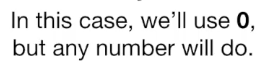 In this case, we’ll use 0,
but any number will do.